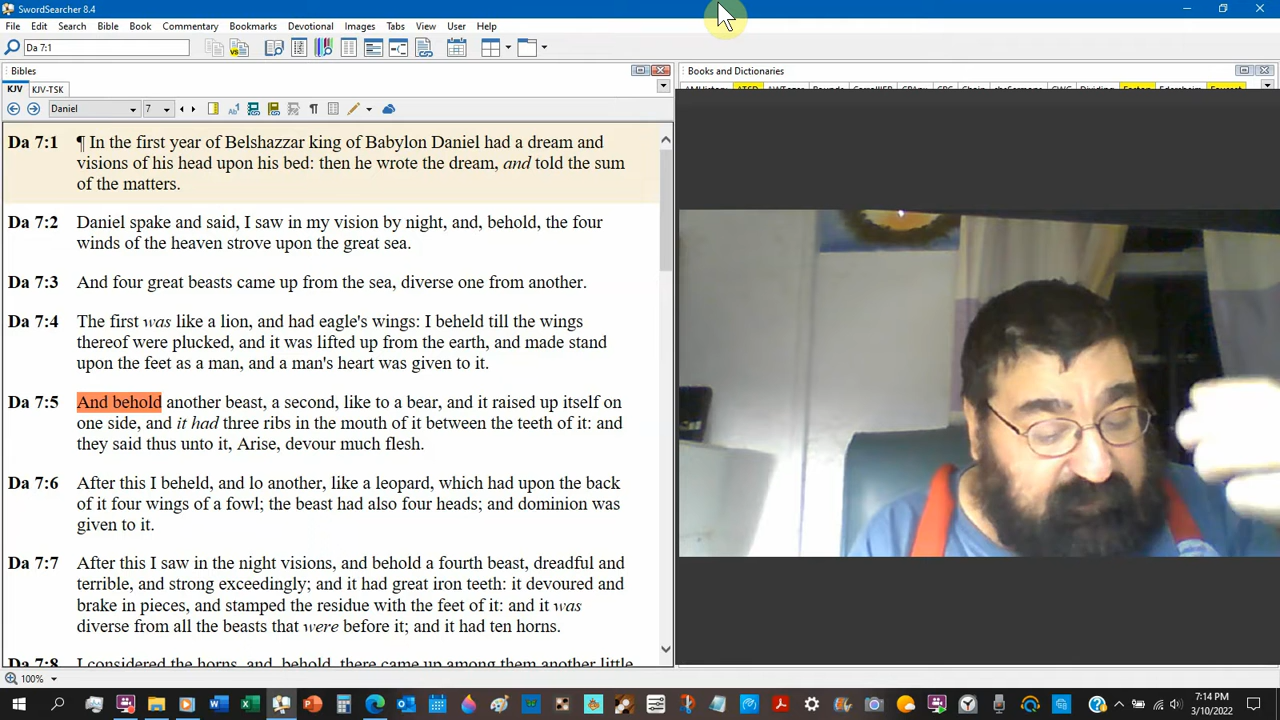 SwordSearcher 8.4
File Edit Search Bible Book Commentary Bookmarks Devotional Images Tabs View User Help
Da 7:1
Bibles
Books and Dictionaries
KJV KJV-TSK
Daniel 7
Da 7:1 ¶ In the first year of Belshazzar king of Babylon Daniel had a dream and
visions of his head upon his bed: then he wrote the dream, and told the sum
of the matters.
Da 7:2 Daniel spake and said, I saw in my vision by night, and, behold, the four
winds of the heaven strove upon the great sea.
Da 7:3 And four great beasts came up from the sea, diverse one from another.
Da 7:4 The first was like a lion, and had eagle's wings: I beheld till the wings
thereof were plucked, and it was lifted up from the earth, and made stand
upon the feet as a man, and a man's heart was given to it.
Da 7:5 And behold another beast, a second, like to a bear, and it raised up itself on
one side, and it had three ribs in the mouth of it between the teeth of it: and
they said thus unto it, Arise, devour much flesh.
Da 7:6 After this I beheld, and lo another, like a leopard, which had upon the back
of it four wings of a fowl; the beast had also four heads; and dominion was
given to it.
Da 7:7 After this I saw in the night visions, and behold a fourth beast, dreadful and
terrible, and strong exceedingly; and it had great iron teeth: it devoured and
brake in pieces, and stamped the residue with the feet of it: and it was
diverse from all the beasts that were before it; and it had ten horns.
Da 7:8 I considered the horns, and, behold, there came up among them another little
100%
7:14 PM
3/10/2022